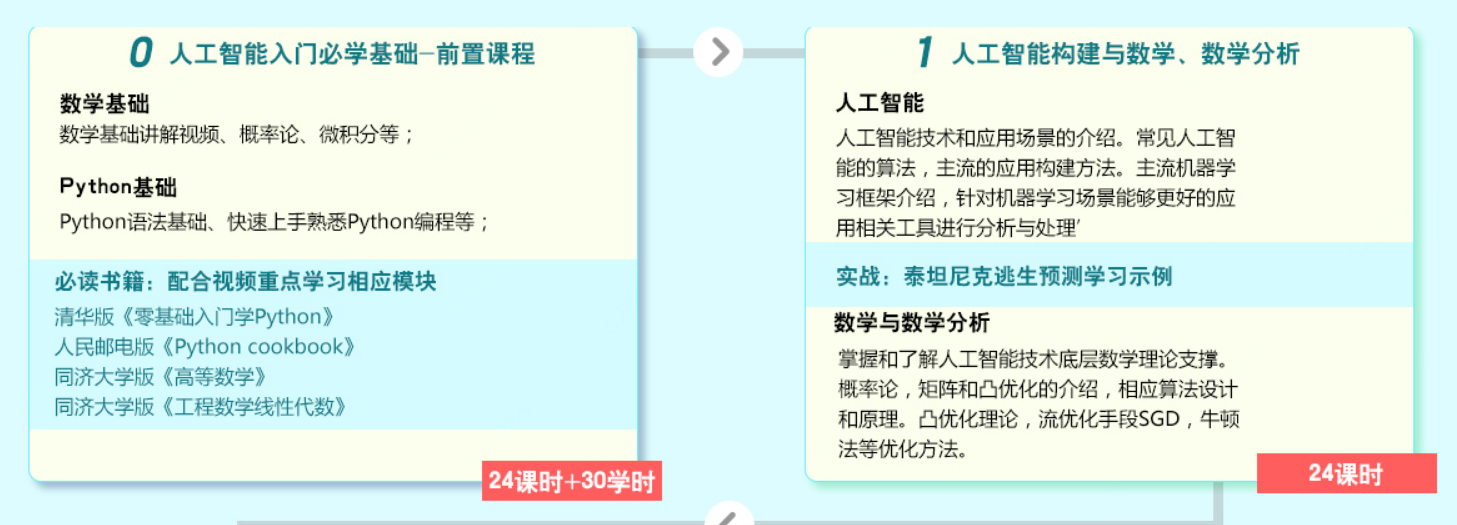 0 人工智能入门必学基础-前置课程
数学基础
数学基础讲解视频、概率论、微积分等；
Python基础
Python语法基础、快速上手熟悉Python编程等；
必读书籍：配合视频重点学习相应模块
清华版《零基础入门学Python》
人民邮电版《Python cookbook》
同济大学版《高等数学》
同济大学版《工程数学线性代数》
24课时+30学时
1 人工智能构建与数学、数学分析
人工智能
人工智能技术和应用场景的介绍。常见人工智
能的算法，主流的应用构建方法。主流机器学
习框架介绍，针对机器学习场景能够更好的应
用相关工具进行分析与处理’
实战：泰坦尼克逃生预测学习示例
数学与数学分析
掌握和了解人工智能技术底层数学理论支撑。
概率论，矩阵和凸优化的介绍，相应算法设计
和原理。凸优化理论，流优化手段SGD，牛顿
法等优化方法。
24课时